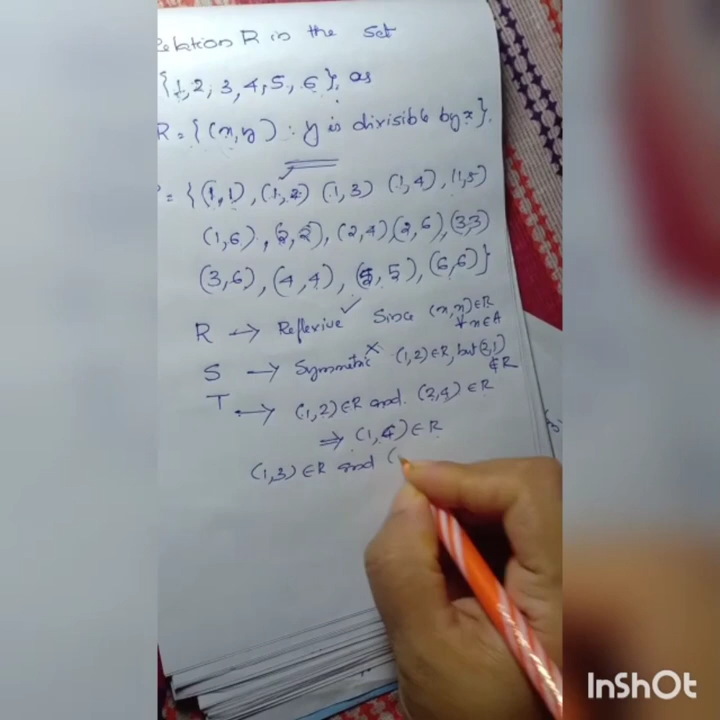 Relation R in the set
{1,2,3,4,5,6}, as
R = {(x,y) : y is divisible by x}.
= {(1,1), (1,2) (1,3) (1,4), (1,5)
(1,6), (2,2), (2,4) (2,6), (3,3)
(3,6), (4,4), (5,5), (6,6)}
R → Reflexive ✓ Since (x,x)∈R
∀ x∈A
S → Symmetric × (1,2)∈R, but (2,1)
∉R
T → (1,2)∈R and (2,4)∈R
⇒ (1,4)∈R
(1,3)∈R and (
InShOt